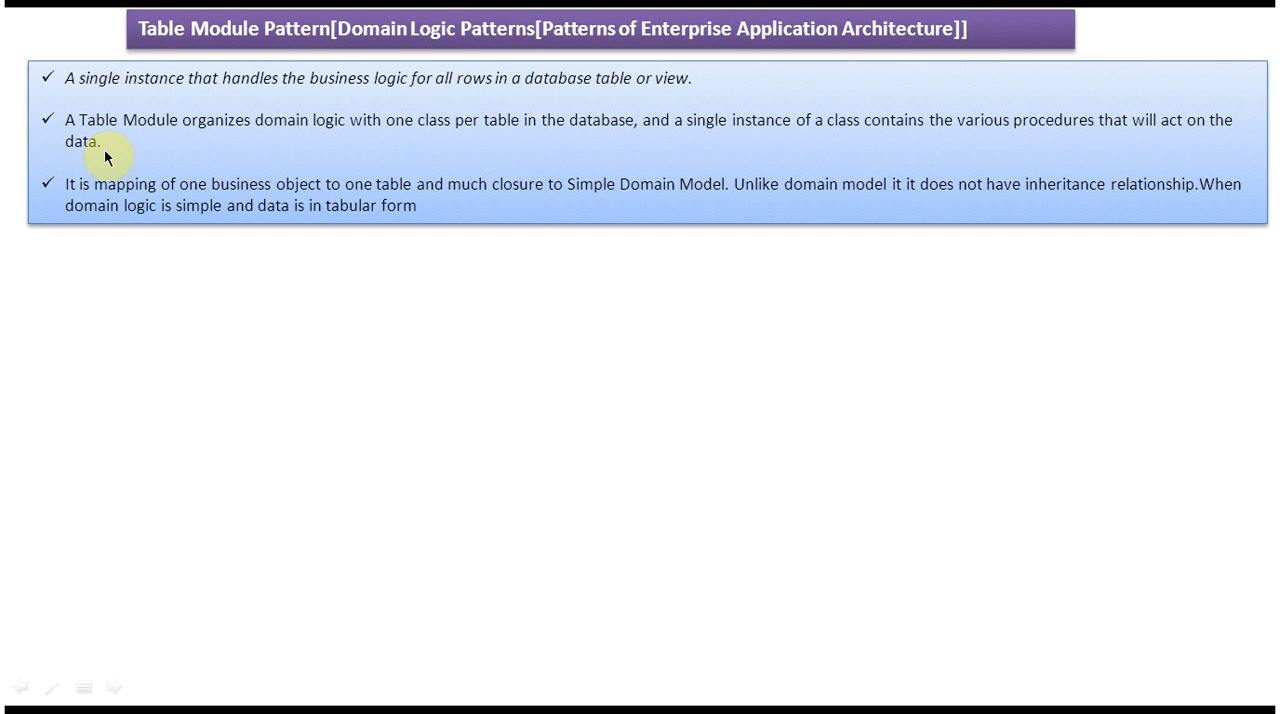 Table Module Pattern[Domain Logic Patterns[Patterns of Enterprise Application Architecture]]
✓ A single instance that handles the business logic for all rows in a database table or view.
✓ A Table Module organizes domain logic with one class per table in the database, and a single instance of a class contains the various procedures that will act on the
data.
✓ It is mapping of one business object to one table and much closure to Simple Domain Model. Unlike domain model it it does not have inheritance relationship.When
domain logic is simple and data is in tabular form